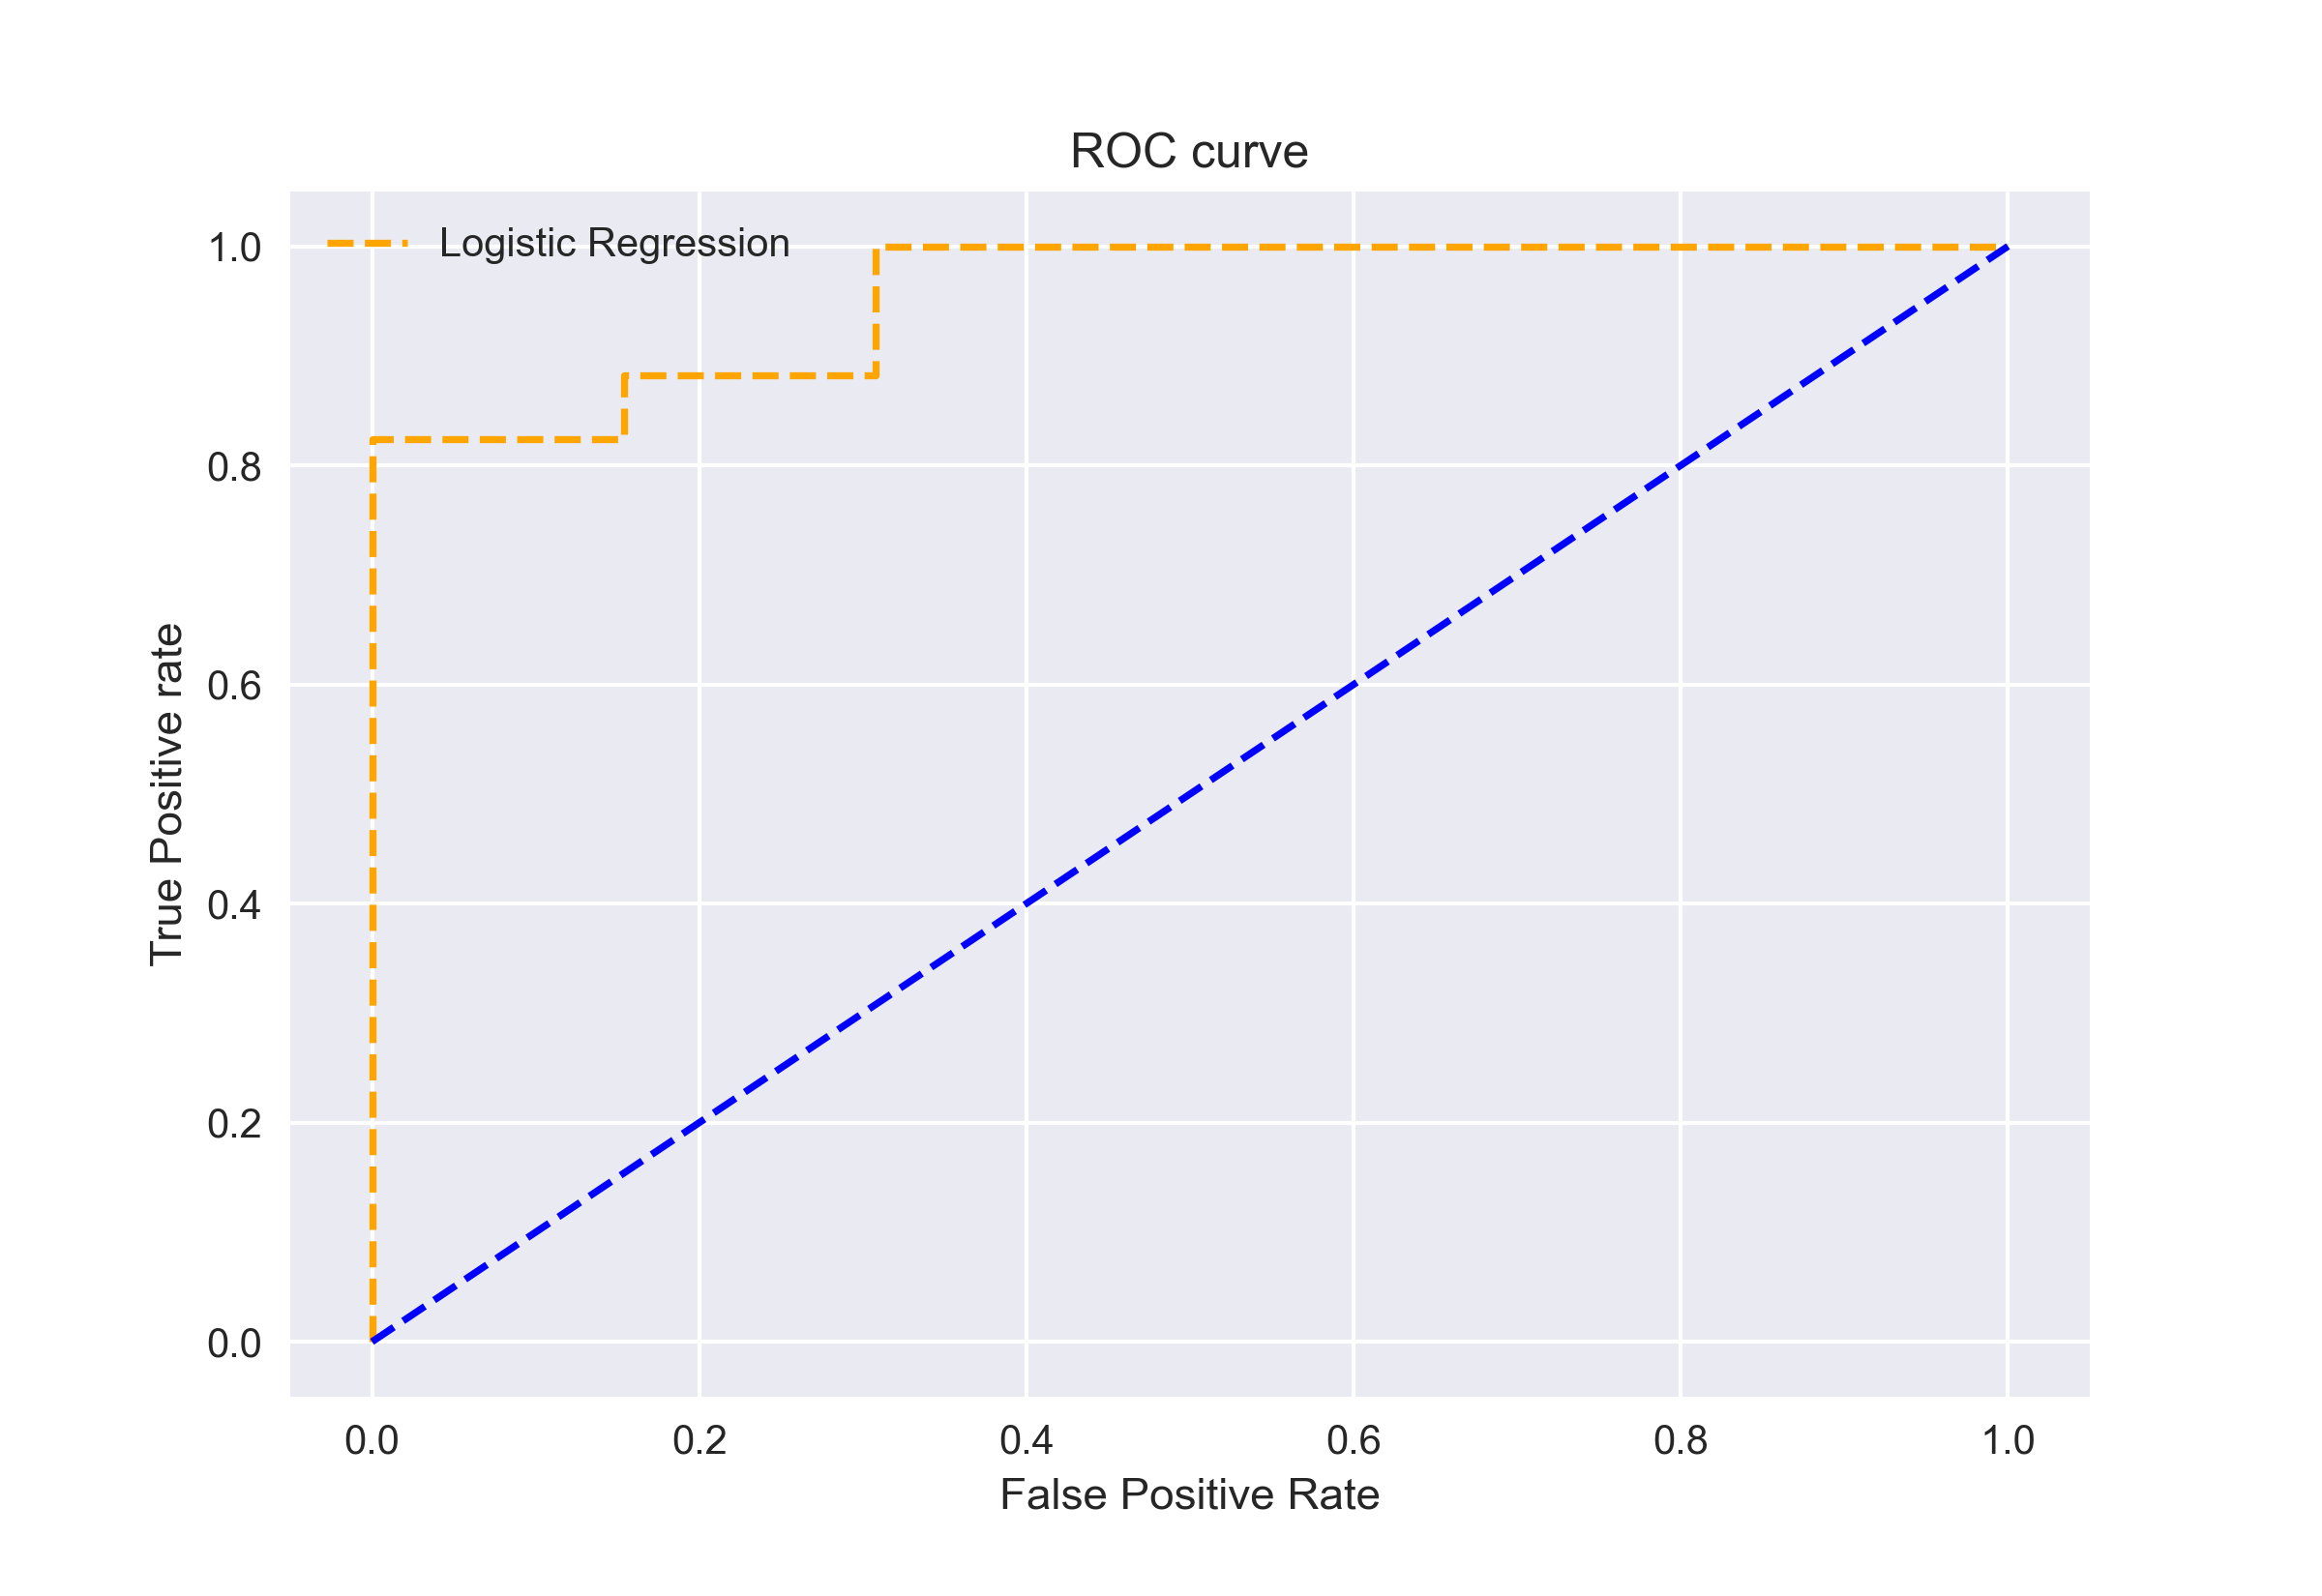 ROC curve
Logistic Regression
1.0
0.8
0.6
0.4
0.2
0.0
True Positive rate
0.0 0.2 0.4 0.6 0.8 1.0
False Positive Rate